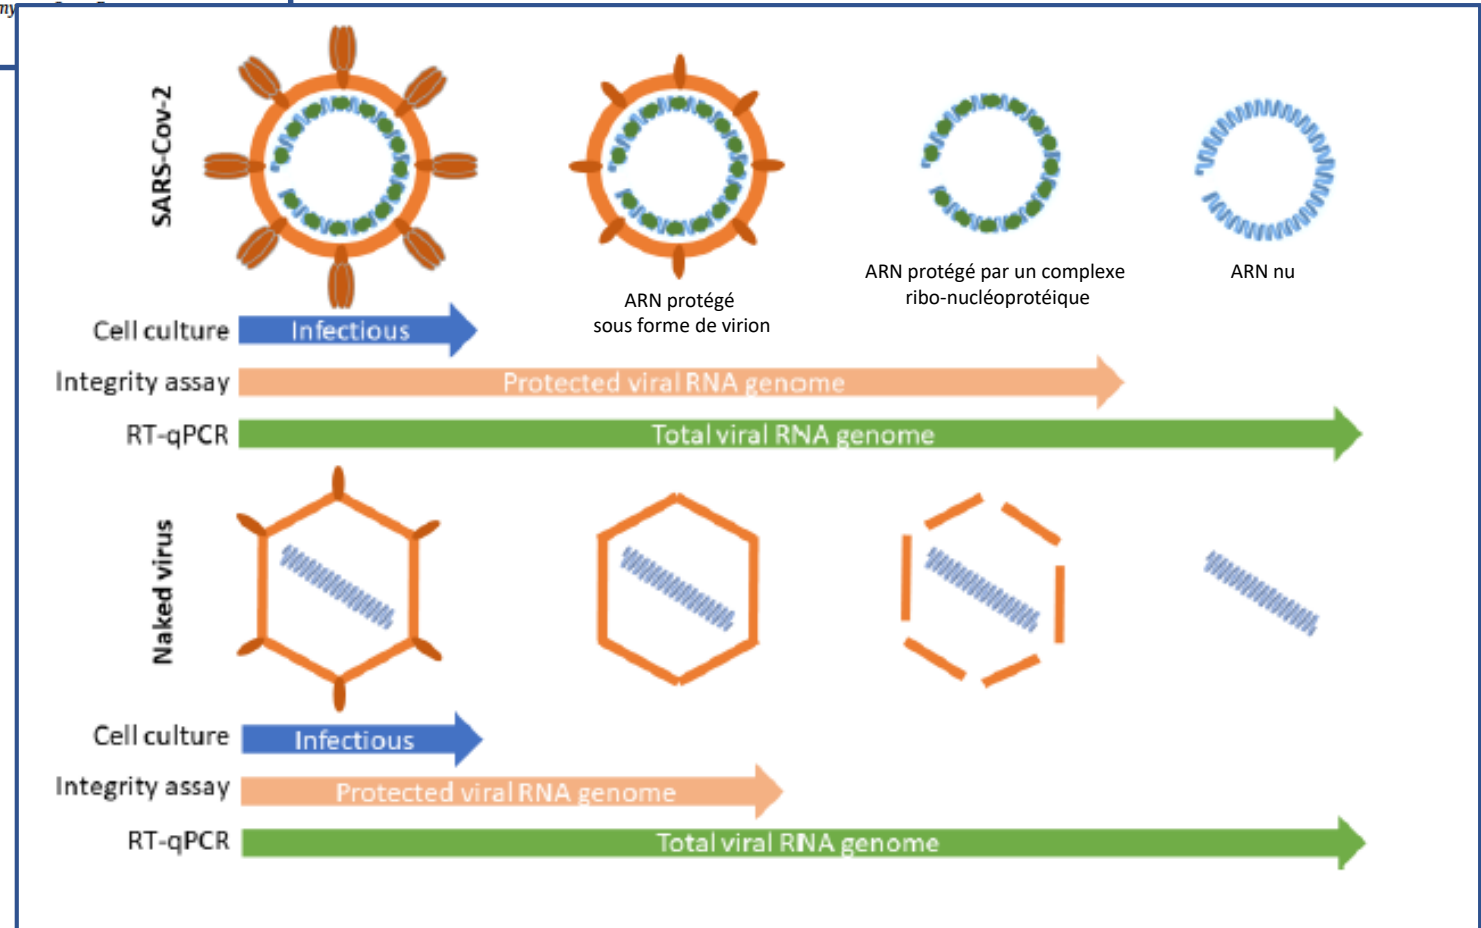 my
SARS-Cov-2
ARN protégé
sous forme de virion
ARN protégé par un complexe
ribo-nucléoprotéique
ARN nu
Cell culture
Infectious
Integrity assay
Protected viral RNA genome
RT-qPCR
Total viral RNA genome
Naked virus
Cell culture
Infectious
Integrity assay
Protected viral RNA genome
RT-qPCR
Total viral RNA genome